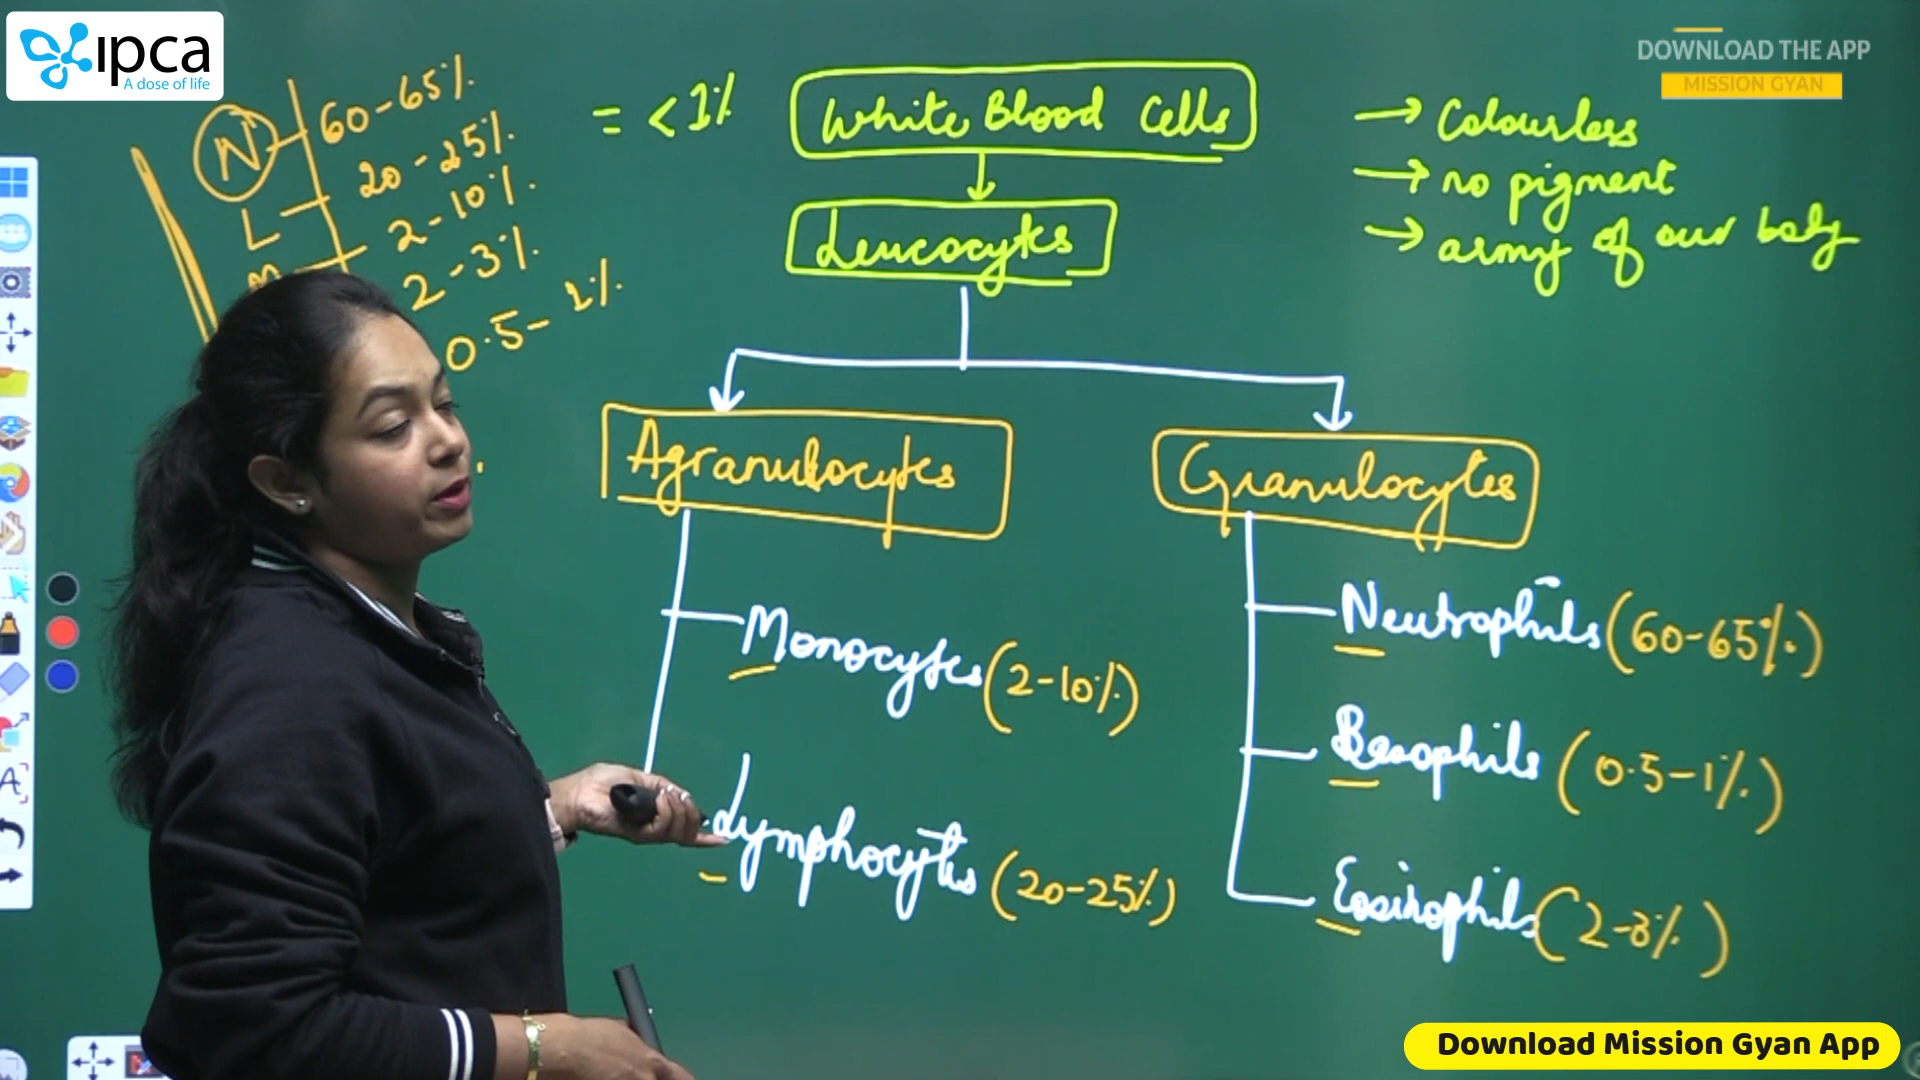 ipca
A dose of life
DOWNLOAD THE APP
MISSION GYAN
N - 60-65%
L - 20-25%
2-10%
2-3%
0.5-1%
= <1%
White Blood Cells
Leucocytes
→ Colourless
→ no pigment
→ army of our body
Agranulocytes
Monocytes (2-10%)
Lymphocytes (20-25%)
Granulocytes
Neutrophils (60-65%)
Basophils (0.5-1%)
Eosinophils (2-3%)
Download Mission Gyan App